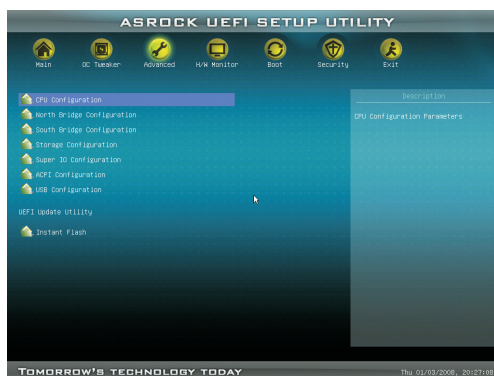 ASROCK UEFI SETUP UTILITY
Main OC Tweaker Advanced H/W Monitor Boot Security Exit
CPU Configuration
North Bridge Configuration
South Bridge Configuration
Storage Configuration
Super IO Configuration
ACPI Configuration
USB Configuration
UEFI Update Utility
Instant Flash
Description
CPU Configuration Parameters
TOMORROW'S TECHNOLOGY TODAY
Thu 01/03/2008, 20:27:08